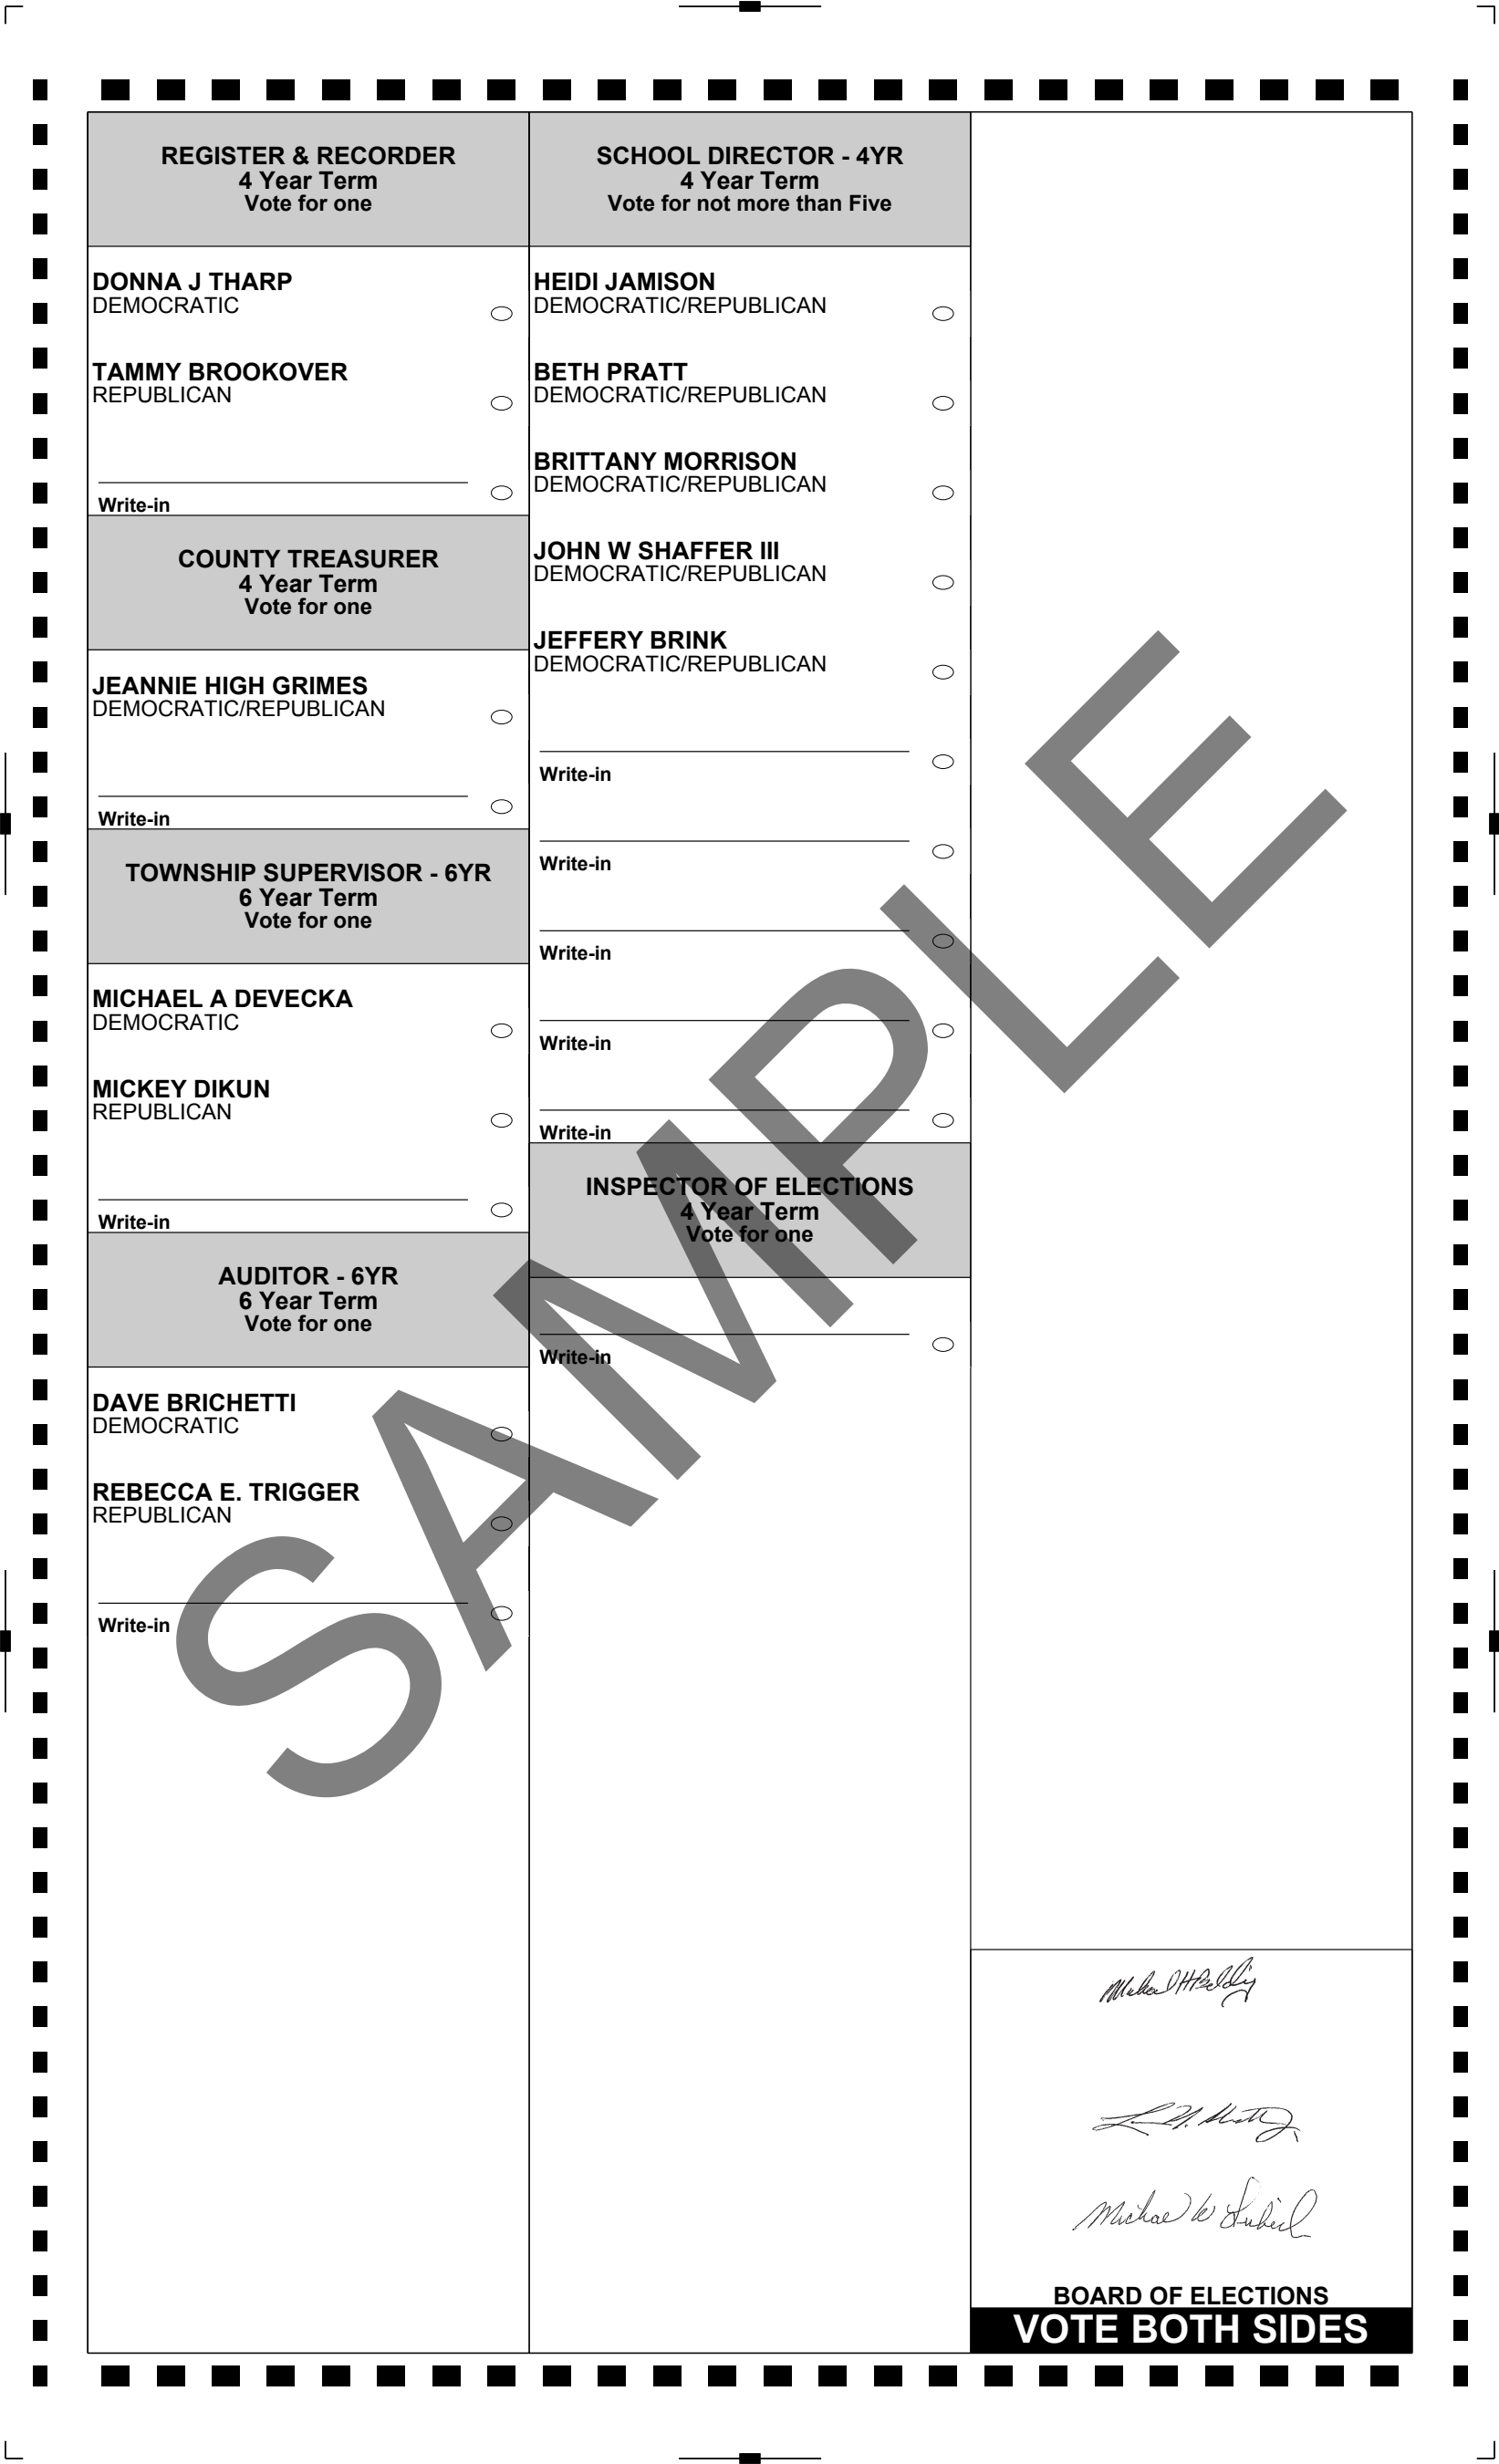 REGISTER & RECORDER
4 Year Term
Vote for one
DONNA J THARP
DEMOCRATIC
TAMMY BROOKOVER
REPUBLICAN
Write-in
COUNTY TREASURER
4 Year Term
Vote for one
JEANNIE HIGH GRIMES
DEMOCRATIC/REPUBLICAN
Write-in
TOWNSHIP SUPERVISOR - 6YR
6 Year Term
Vote for one
MICHAEL A DEVECKA
DEMOCRATIC
MICKEY DIKUN
REPUBLICAN
Write-in
AUDITOR - 6YR
6 Year Term
Vote for one
DAVE BRICHETTI
DEMOCRATIC
REBECCA E. TRIGGER
REPUBLICAN
Write-in
SCHOOL DIRECTOR - 4YR
4 Year Term
Vote for not more than Five
HEIDI JAMISON
DEMOCRATIC/REPUBLICAN
BETH PRATT
DEMOCRATIC/REPUBLICAN
BRITTANY MORRISON
DEMOCRATIC/REPUBLICAN
JOHN W SHAFFER III
DEMOCRATIC/REPUBLICAN
JEFFERY BRINK
DEMOCRATIC/REPUBLICAN
Write-in
Write-in
Write-in
Write-in
Write-in
INSPECTOR OF ELECTIONS
4 Year Term
Vote for one
Write-in
SAMPLE
Michael W
BOARD OF ELECTIONS
VOTE BOTH SIDES